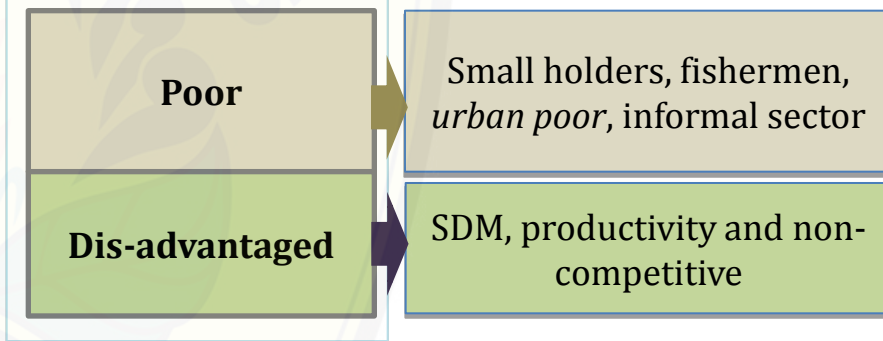 Poor
Small holders, fishermen,
urban poor, informal sector
Dis-advantaged
SDM, productivity and non-
competitive